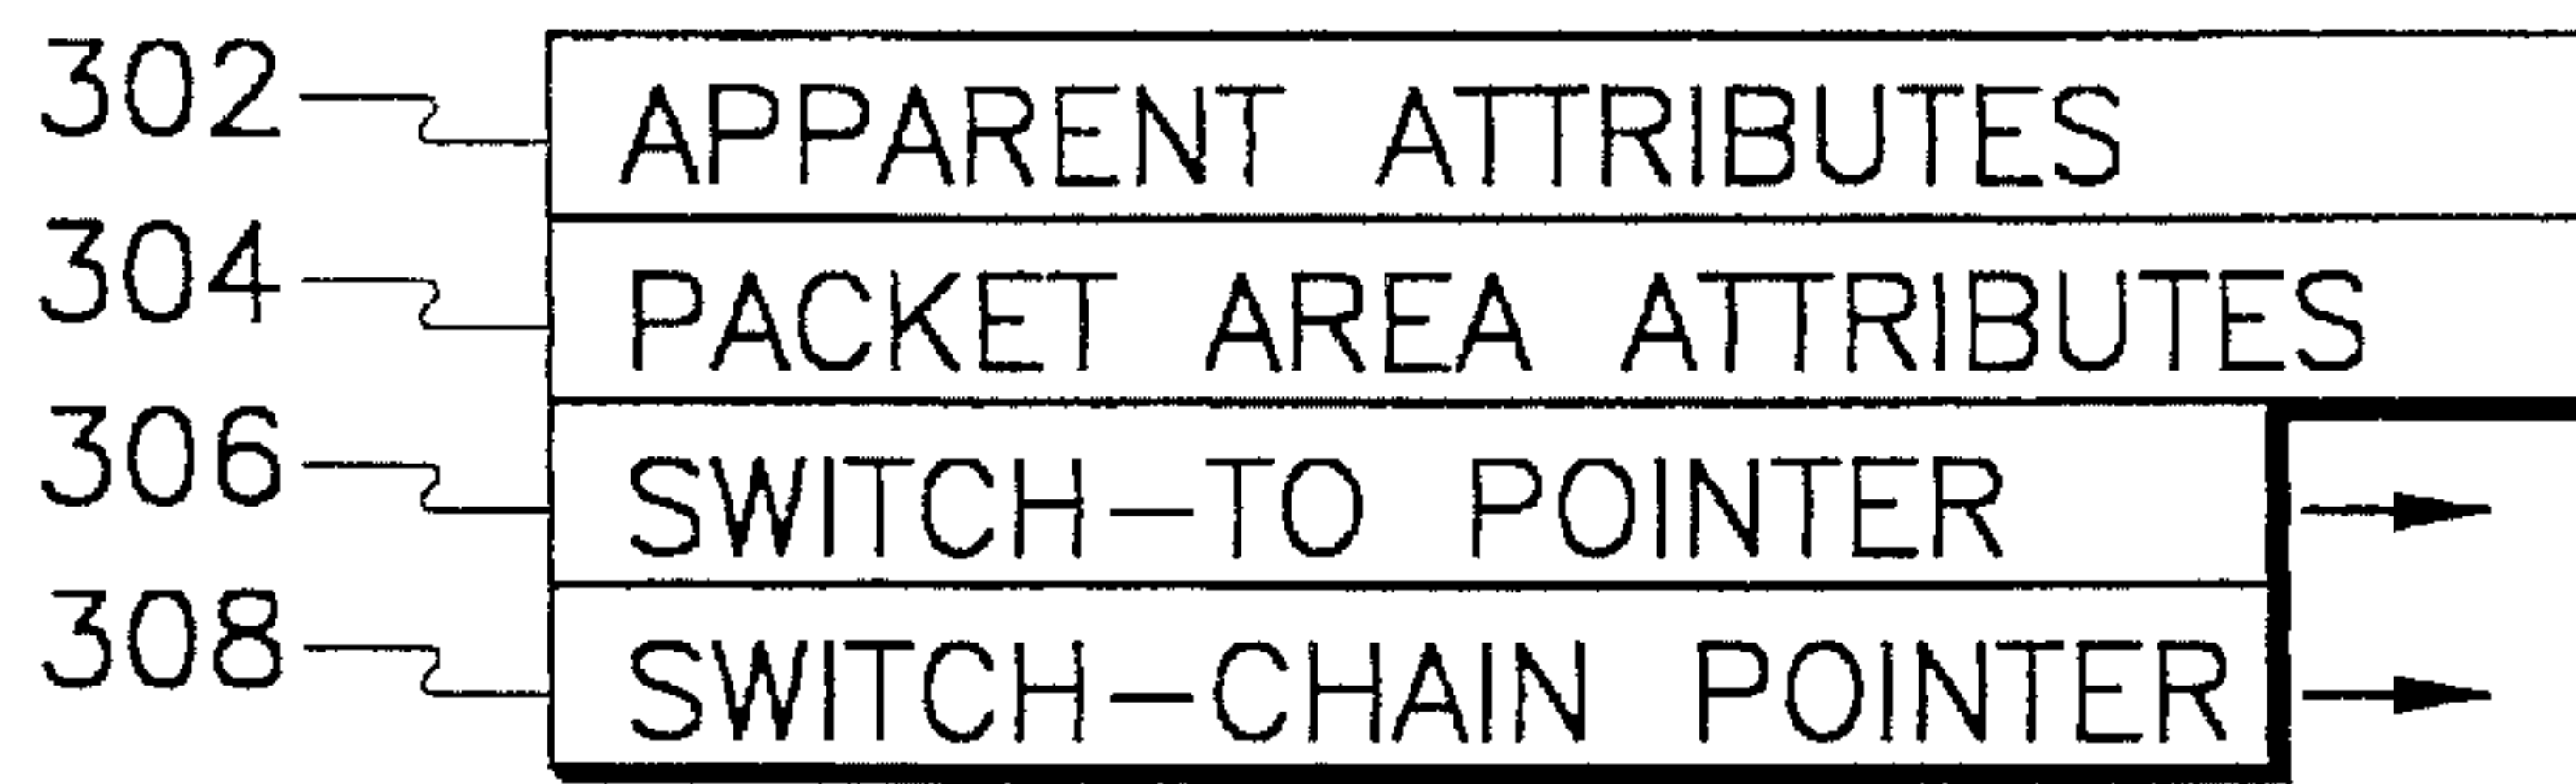 302 APPARENT ATTRIBUTES
304 PACKET AREA ATTRIBUTES
306 SWITCH-TO POINTER
308 SWITCH-CHAIN POINTER